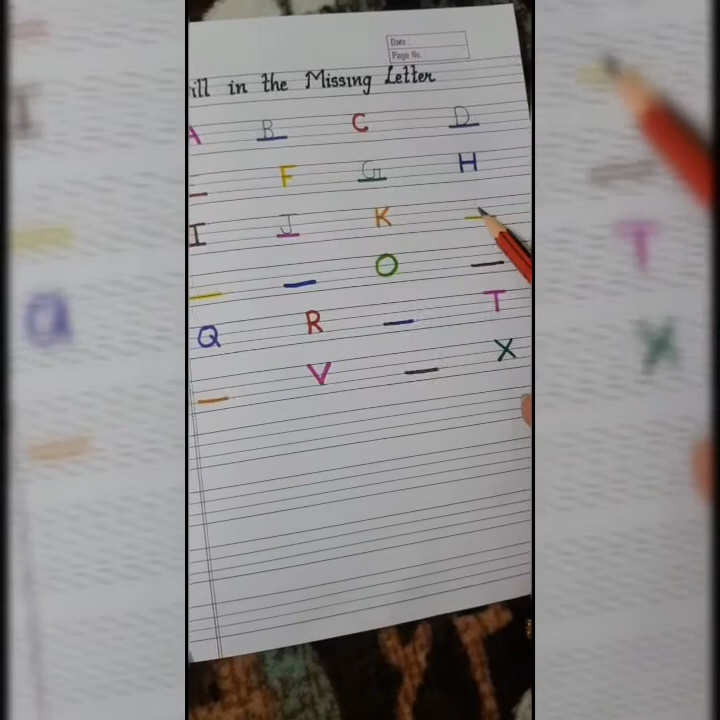 Date :
Page No.
ill in the Missing Letter
A B C D
_ F G H
I J K _
_ _ O _
Q R _ T
_ V _ X